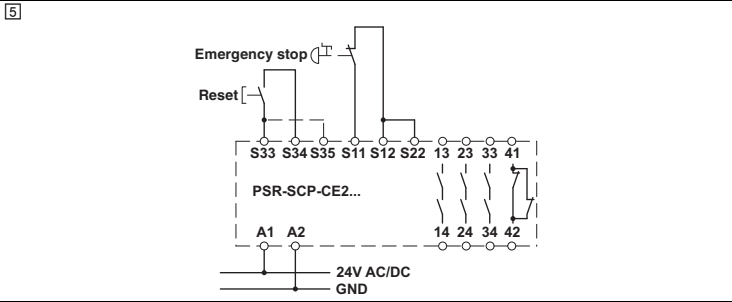 5
Emergency stop
Reset
S33 S34 S35 S11 S12 S22 13 23 33 41
PSR-SCP-CE2...
A1 A2 14 24 34 42
24V AC/DC
GND